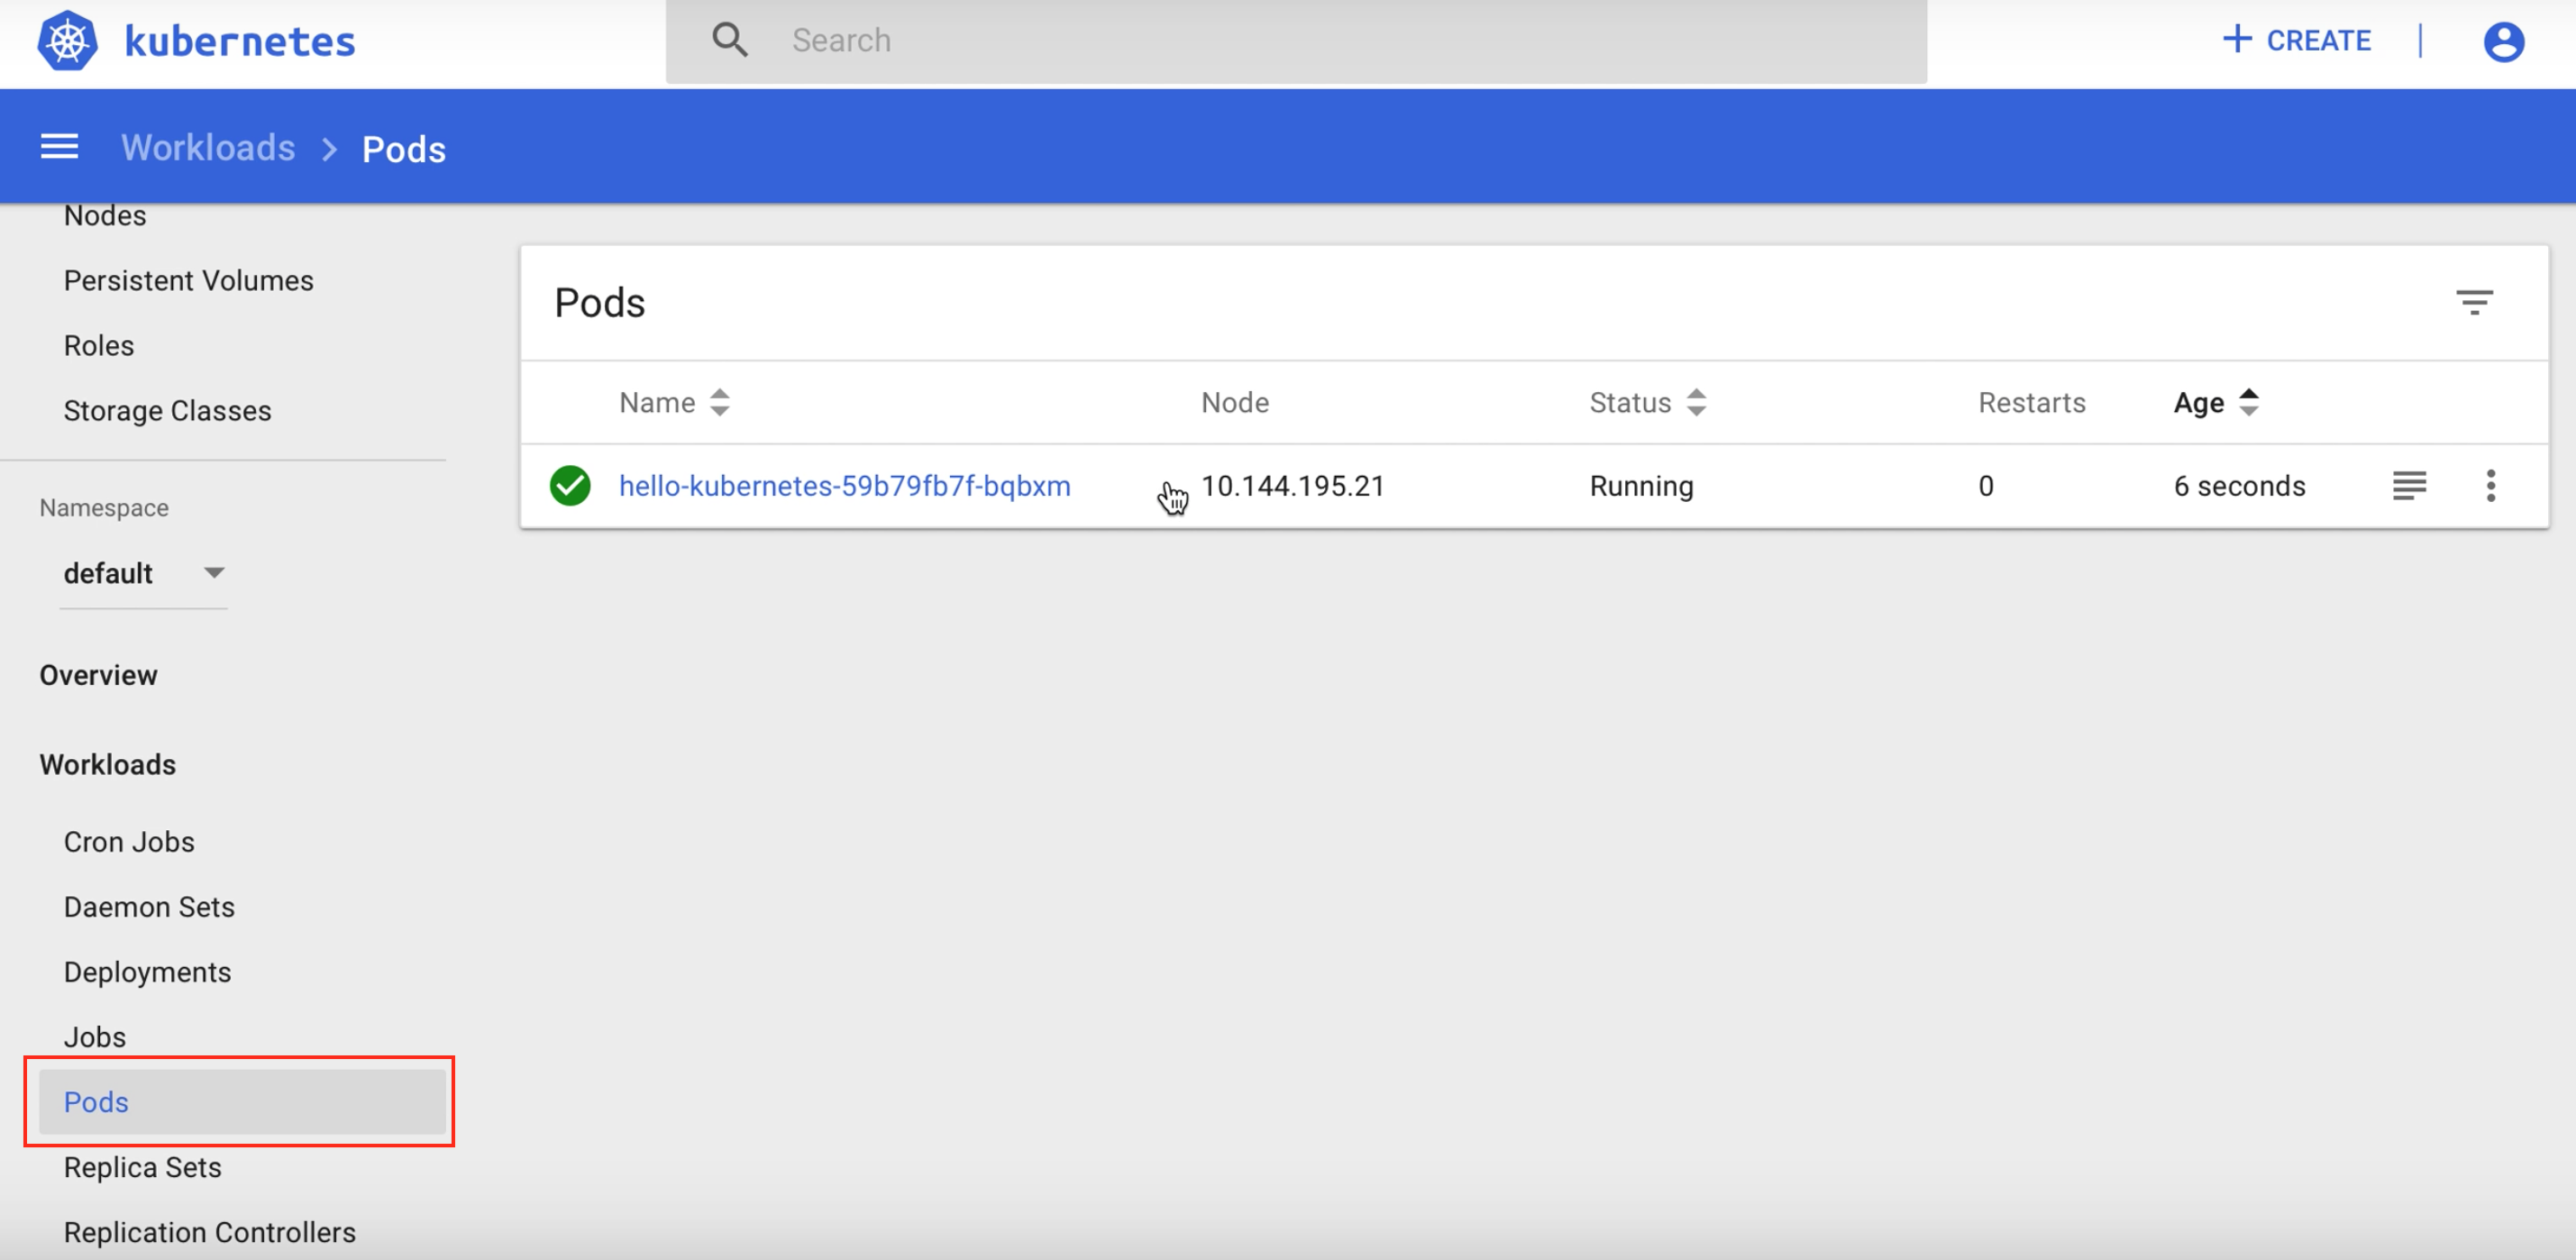 kubernetes
Search
CREATE
Workloads > Pods
Nodes
Persistent Volumes
Roles
Storage Classes
Namespace
default
Overview
Workloads
Cron Jobs
Daemon Sets
Deployments
Jobs
Pods
Replica Sets
Replication Controllers
Pods
Name Node Status Restarts Age
hello-kubernetes-59b79fb7f-bqbxm 10.144.195.21 Running 0 6 seconds